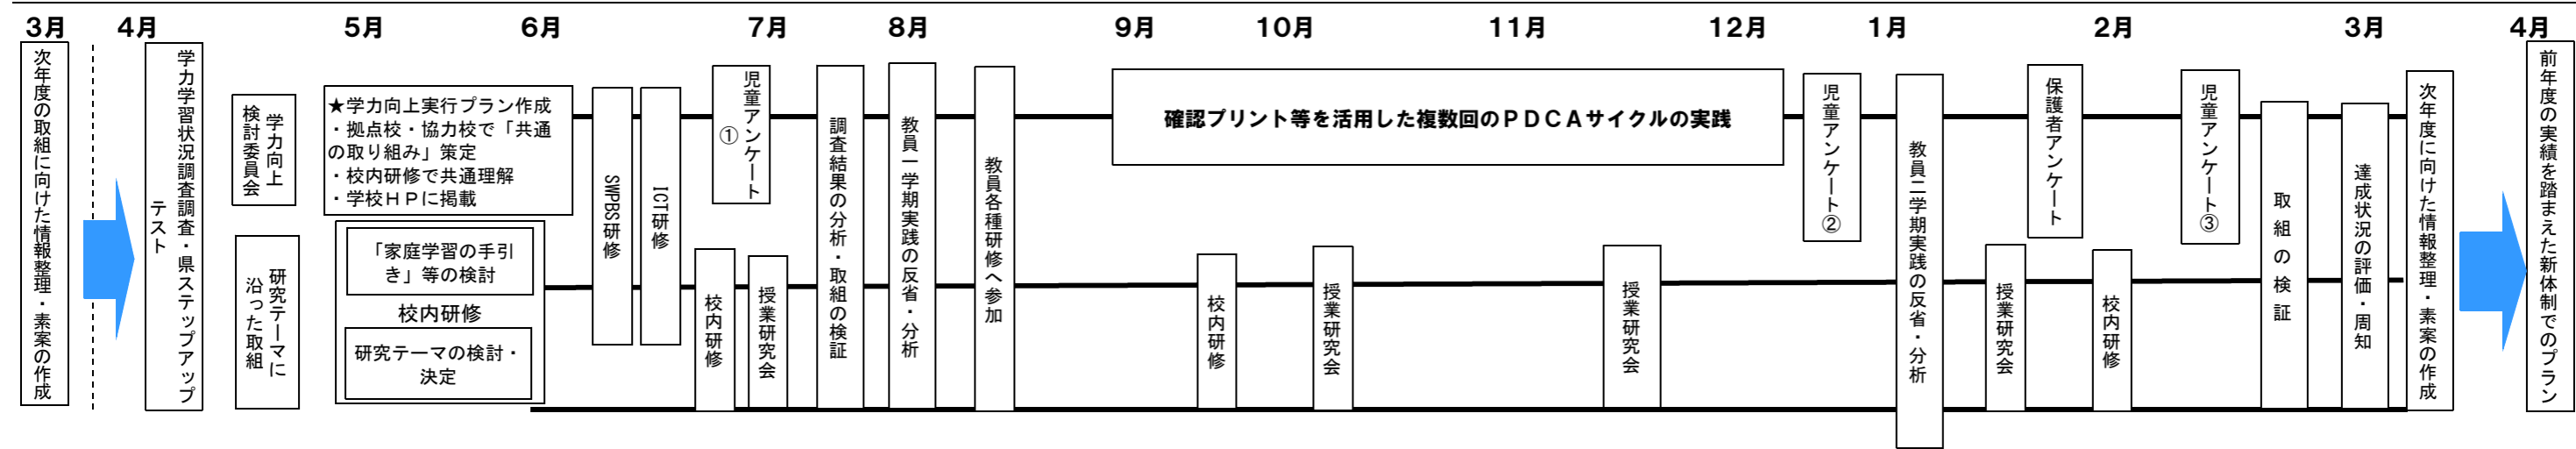 3月
4月
5月
6月
7月
8月
9月
10月
11月
12月
1月
2月
3月
4月
次年度の取組に向けた情報整理・素案の作成
学力学習状況調査調査・県ステップアップ
テスト
学力向上
検討委員会
研究テーマに
沿った取組
★学力向上実行プラン作成
・拠点校・協力校で「共通
の取り組み」策定
・校内研修で共通理解
・学校ＨＰに掲載
「家庭学習の手引
き」等の検討
校内研修
研究テーマの検討・
決定
SWPBS研修
ICT研修
児童アンケート
①
校内研修
授業研究会
調査結果の分析・取組の検証
教員一学期実践の反省・分析
教員各種研修へ参加
確認プリント等を活用した複数回のＰＤＣＡサイクルの実践
校内研修
授業研究会
授業研究会
児童アンケート②
教員二学期実践の反省・分析
授業研究会
保護者アンケート
校内研修
児童アンケート③
取組の検証
達成状況の評価・周知
次年度に向けた情報整理・素案の作成
前年度の実績を踏まえた新体制でのプラン